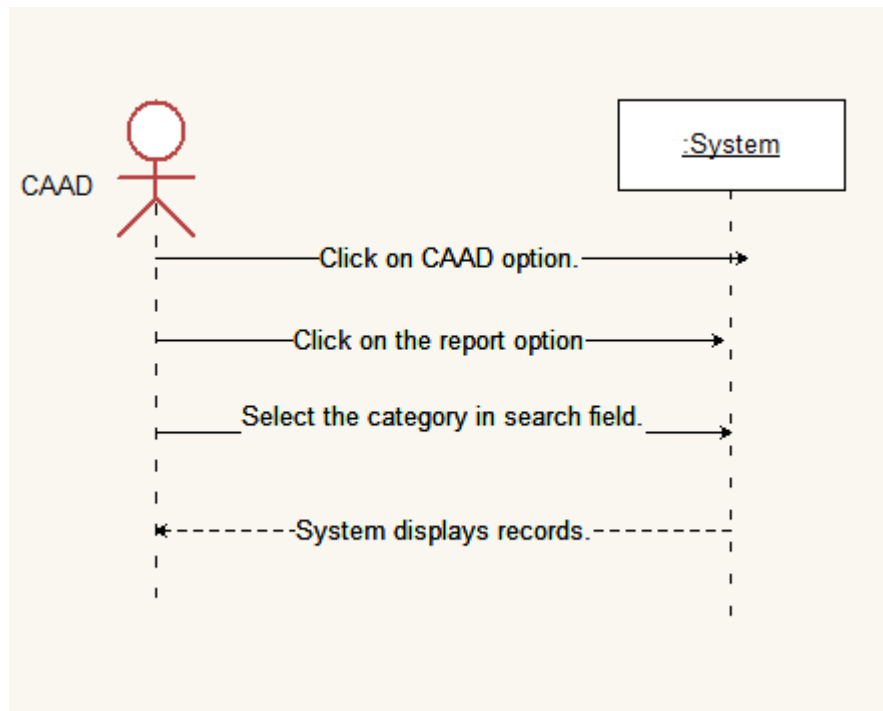 :System
CAAD
Click on CAAD option.
Click on the report option
Select the category in search field.
System displays records.